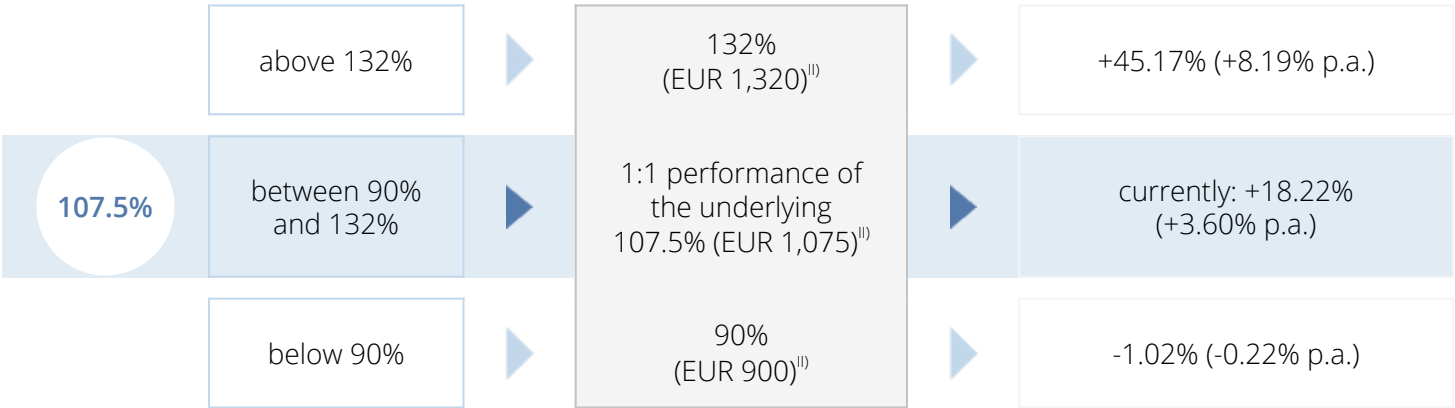 above 132%
132%
(EUR 1,320)II)
+45.17% (+8.19% p.a.)
107.5%
between 90%
and 132%
1:1 performance of
the underlying
107.5% (EUR 1,075)II)
currently: +18.22%
(+3.60% p.a.)
below 90%
90%
(EUR 900)II)
-1.02% (-0.22% p.a.)